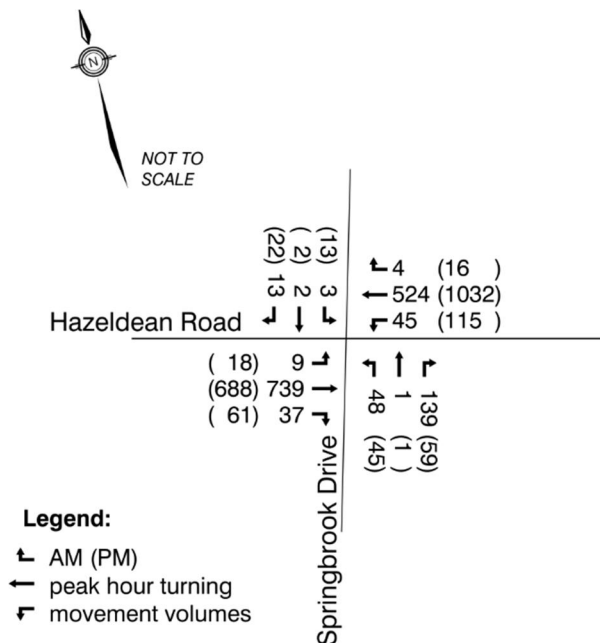 N
NOT TO
SCALE
(22) ( 2) (13)
13 2 3
4 (16 )
524 (1032)
45 (115 )
Hazeldean Road
( 18) 9
(688) 739
( 61) 37
48 1 139
(45) (1 ) (59)
Springbrook Drive
Legend:
AM (PM)
peak hour turning
movement volumes